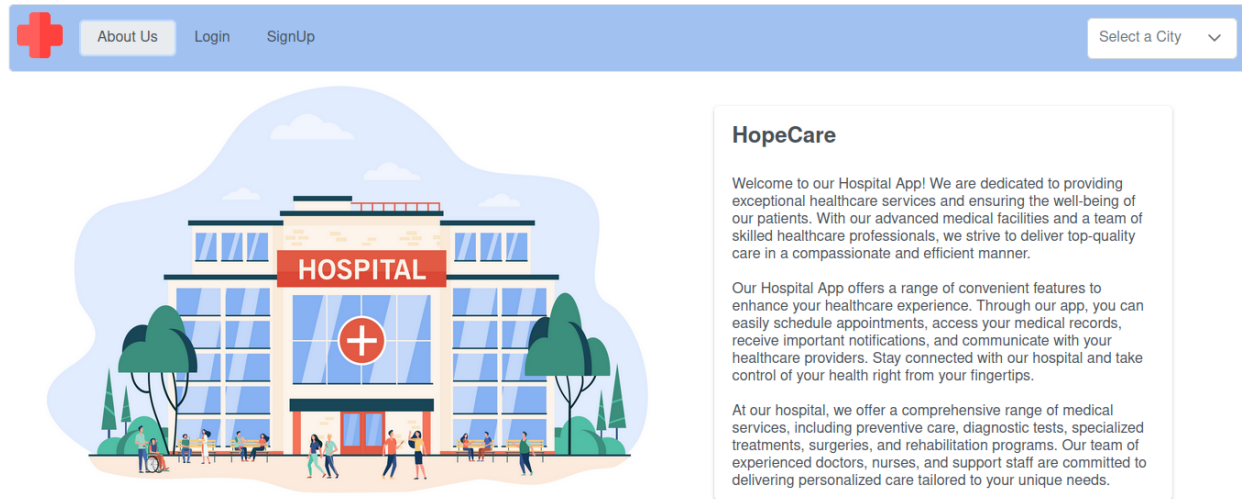 About Us
Login
SignUp
Select a City
HOSPITAL
HopeCare
Welcome to our Hospital App! We are dedicated to providing
exceptional healthcare services and ensuring the well-being of
our patients. With our advanced medical facilities and a team of
skilled healthcare professionals, we strive to deliver top-quality
care in a compassionate and efficient manner.
Our Hospital App offers a range of convenient features to
enhance your healthcare experience. Through our app, you can
easily schedule appointments, access your medical records,
receive important notifications, and communicate with your
healthcare providers. Stay connected with our hospital and take
control of your health right from your fingertips.
At our hospital, we offer a comprehensive range of medical
services, including preventive care, diagnostic tests, specialized
treatments, surgeries, and rehabilitation programs. Our team of
experienced doctors, nurses, and support staff are committed to
delivering personalized care tailored to your unique needs.